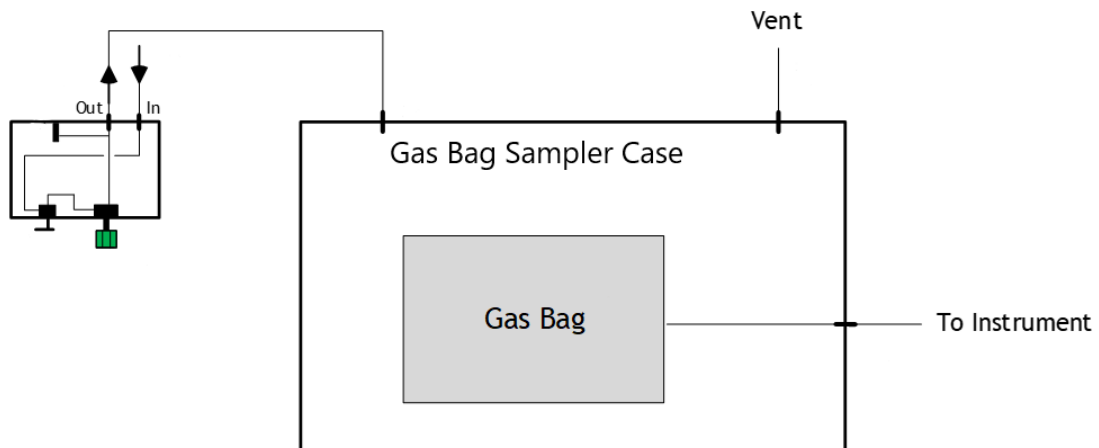 Vent
Out
In
Gas Bag Sampler Case
Gas Bag
To Instrument